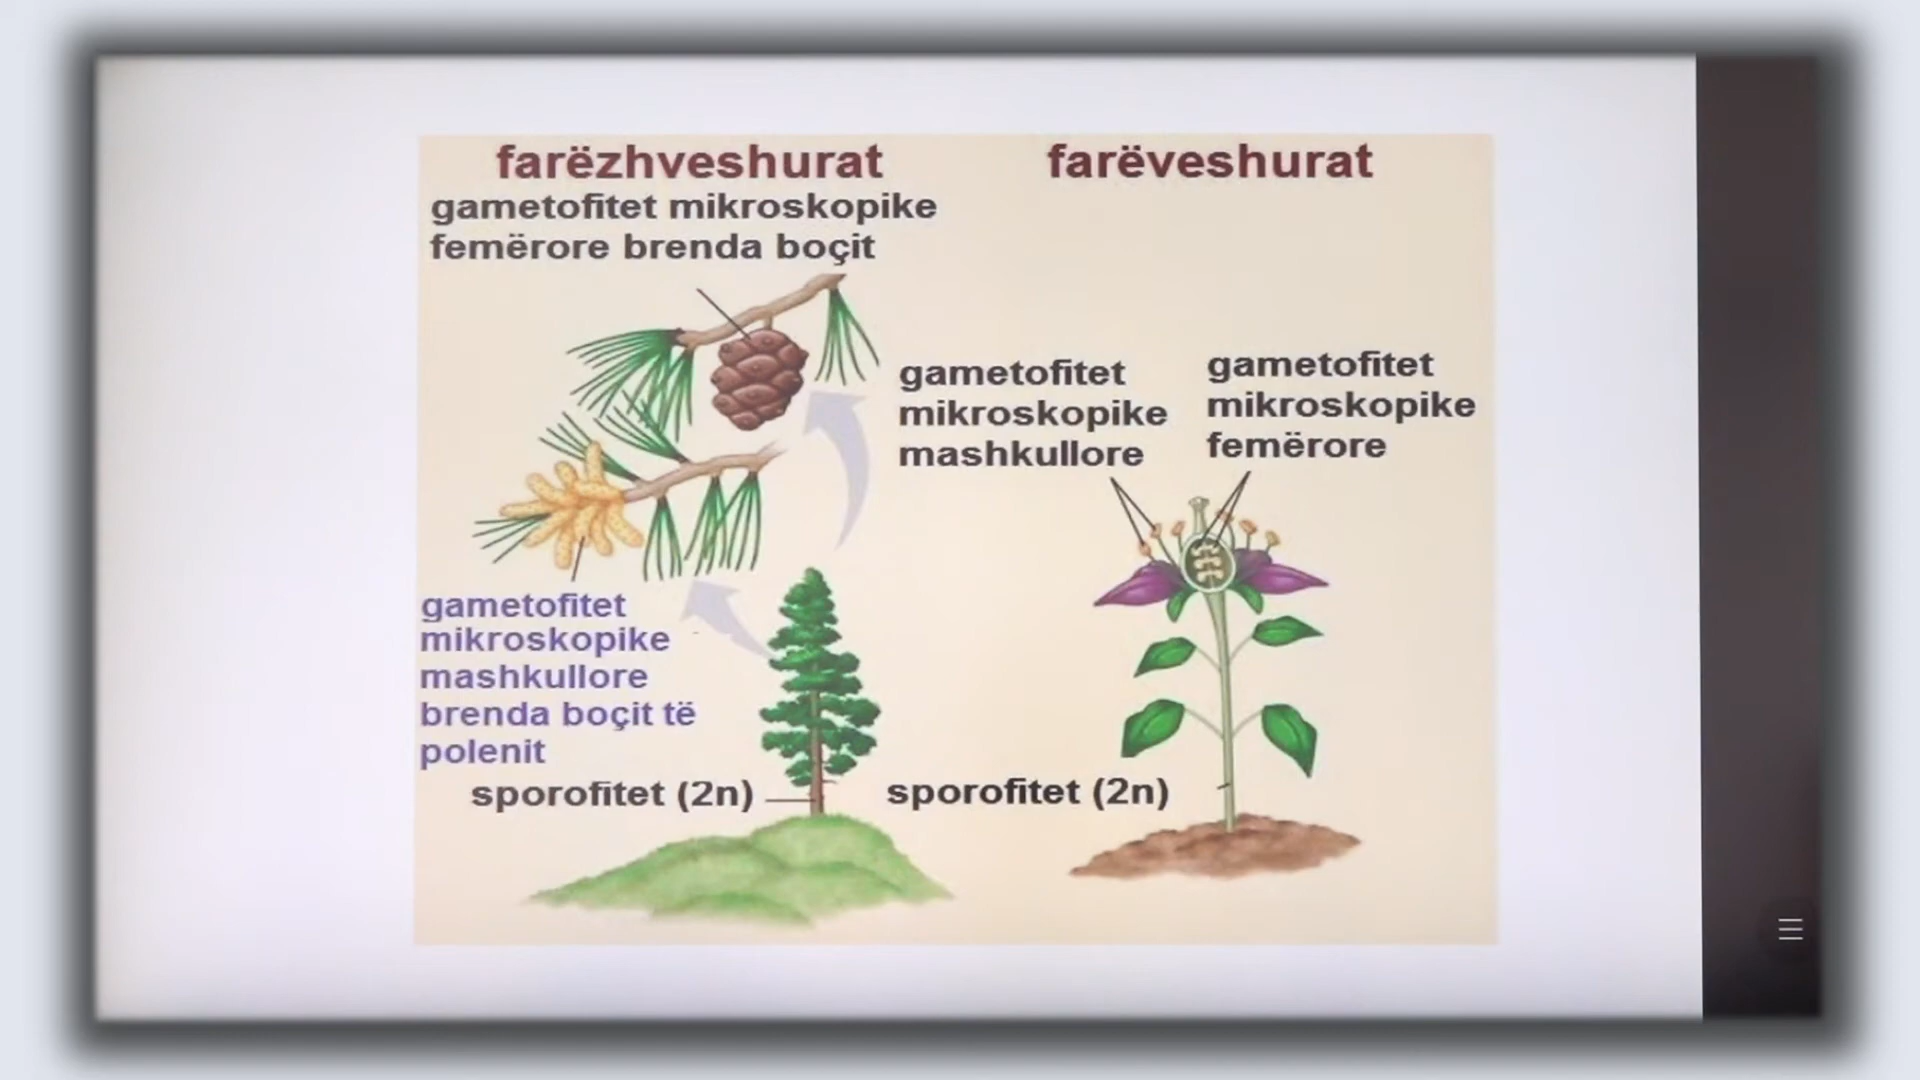 farëzhveshurat
gametofitet mikroskopike
femërore brenda boçit
gametofitet
mikroskopike
mashkullore
brenda boçit të
polenit
sporofitet (2n)
farëveshurat
gametofitet
mikroskopike
mashkullore
gametofitet
mikroskopike
femërore
sporofitet (2n)